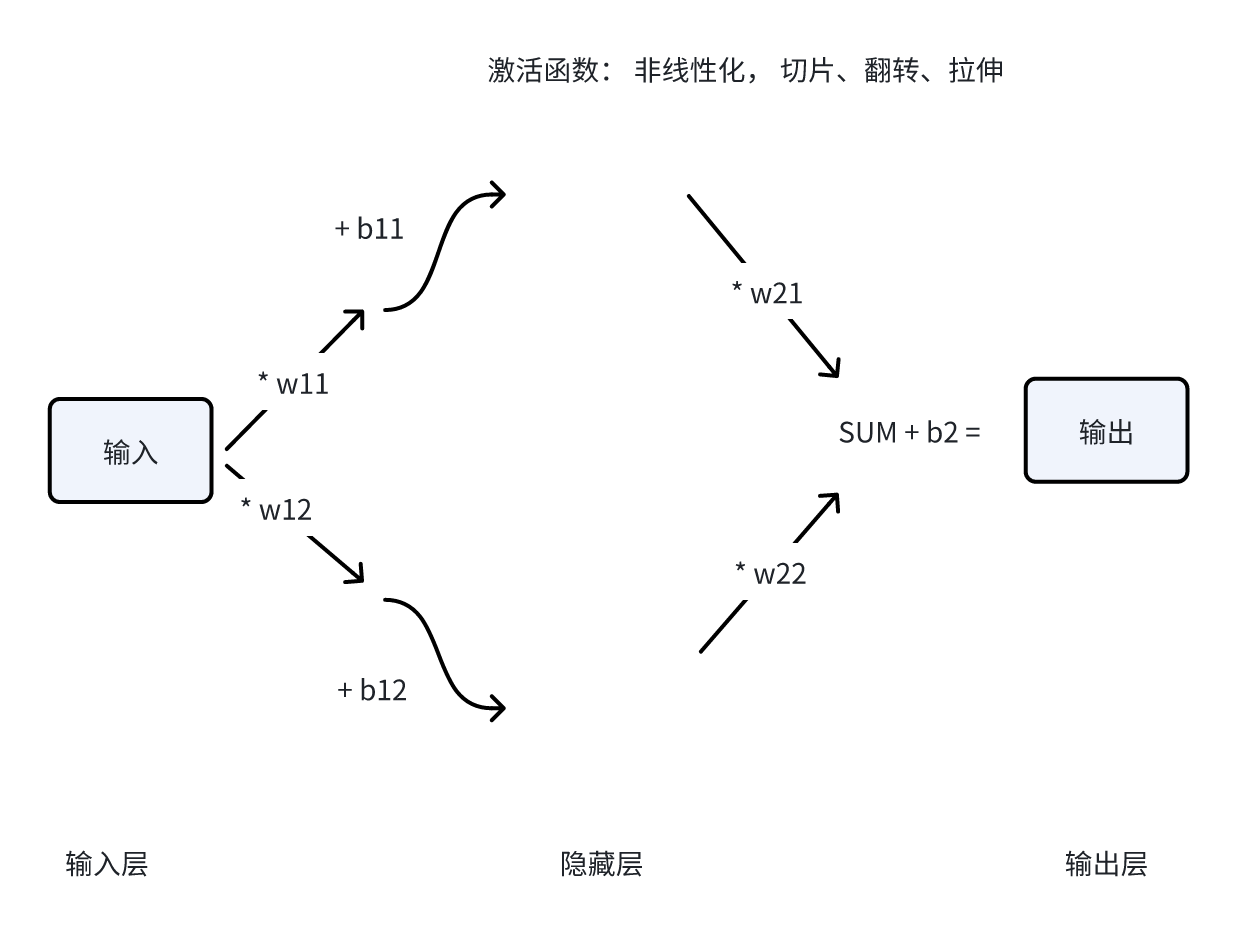 激活函数： 非线性化， 切片、翻转、拉伸
+ b11
* w21
* w11
SUM + b2 =
输出
输入
* w12
* w22
+ b12
输入层
隐藏层
输出层